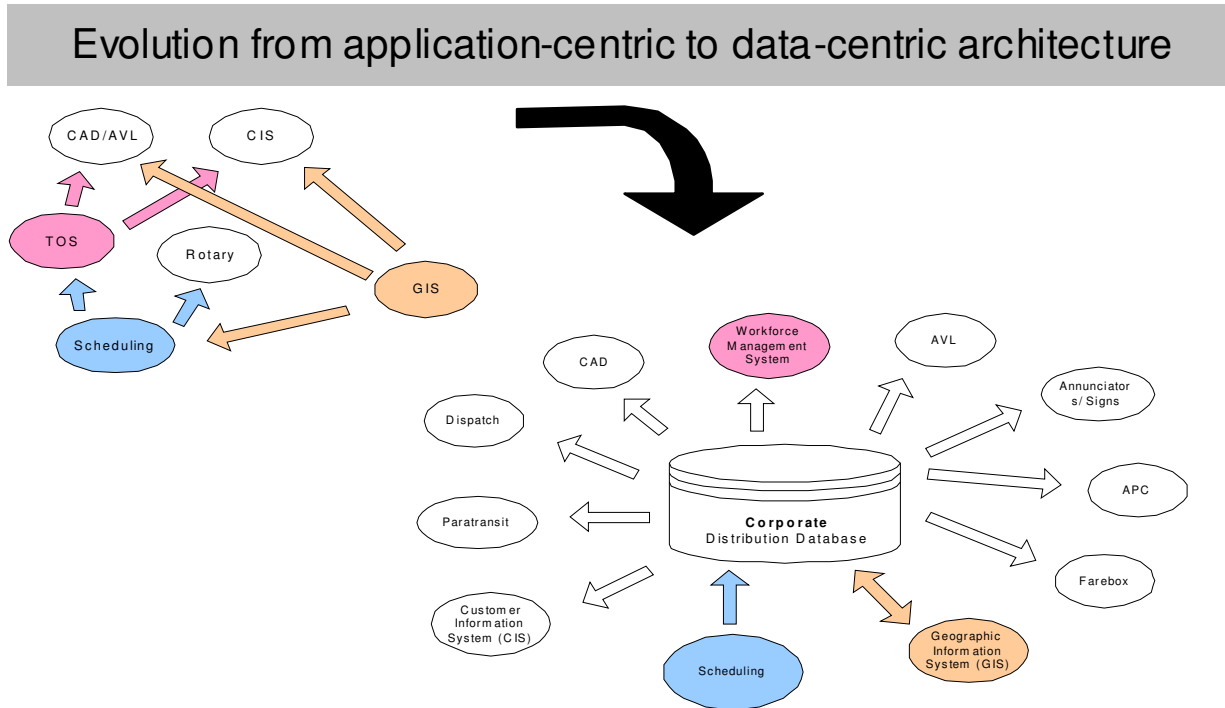 Evolution from application-centric to data-centric architecture
CAD/AVL
CIS
TOS
Rotary
GIS
Scheduling
Workforce
Management
System
AVL
CAD
Annunciator
s/Signs
Dispatch
APC
Paratransit
Corporate
Distribution Database
Farebox
Customer
Information
System (CIS)
Scheduling
Geographic
Information
System (GIS)